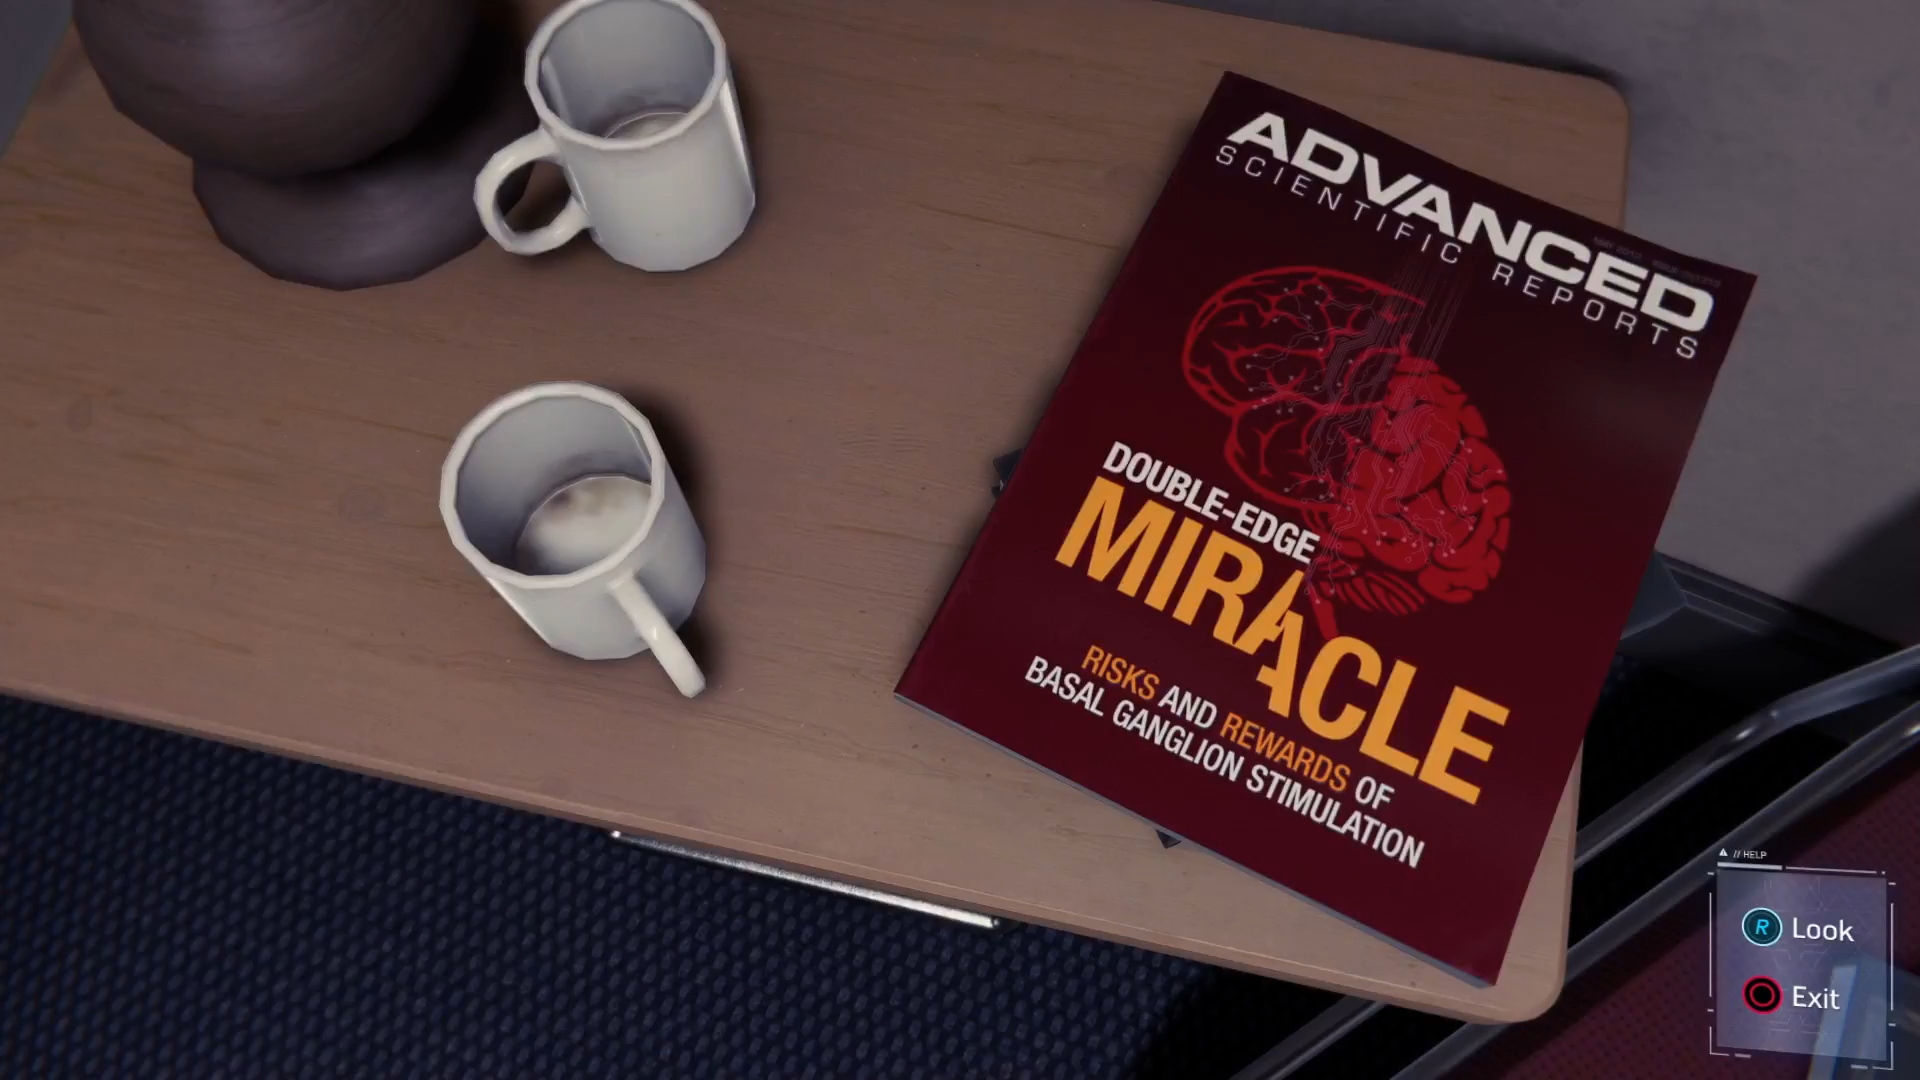 ADVANCED
SCIENTIFIC REPORTS
DOUBLE-EDGE
MIRACLE
RISKS AND REWARDS OF
BASAL GANGLION STIMULATION
// HELP
R Look
Exit